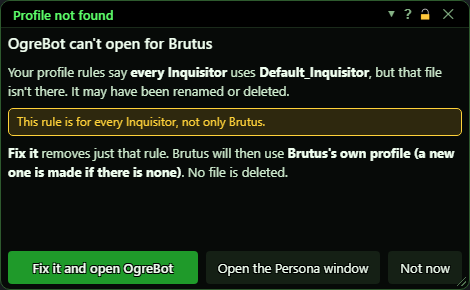 Profile not found
?
OgreBot can't open for Brutus
Your profile rules say every Inquisitor uses Default_Inquisitor, but that file
isn't there. It may have been renamed or deleted.
This rule is for every Inquisitor, not only Brutus.
Fix it removes just that rule. Brutus will then use Brutus's own profile (a new
one is made if there is none). No file is deleted.
Fix it and open OgreBot
Open the Persona window
Not now